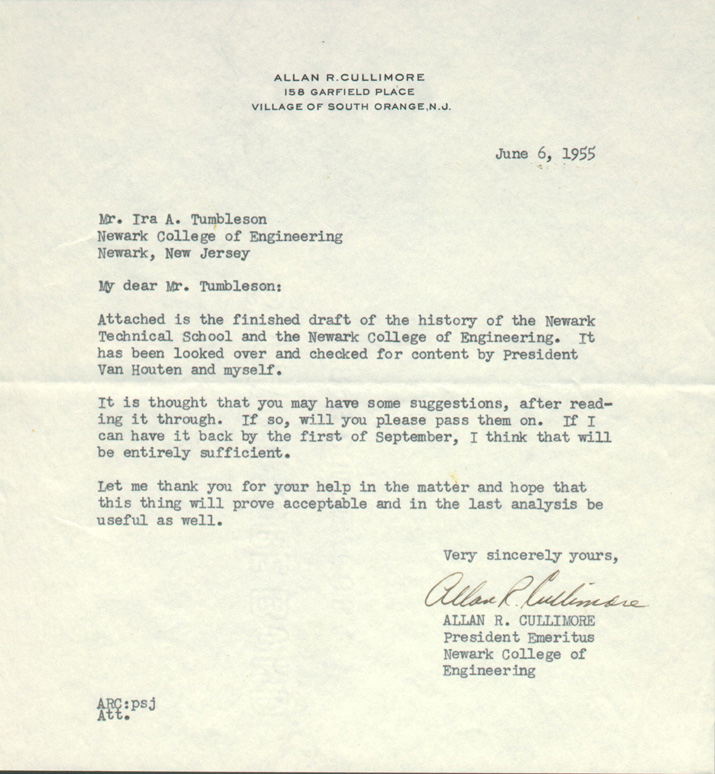 ALLAN R. CULLIMORE
158 GARFIELD PLACE
VILLAGE OF SOUTH ORANGE, N.J.
June 6, 1955
Mr. Ira A. Tumbleson
Newark College of Engineering
Newark, New Jersey
My dear Mr. Tumbleson:
Attached is the finished draft of the history of the Newark
Technical School and the Newark College of Engineering. It
has been looked over and checked for content by President
Van Houten and myself.
It is thought that you may have some suggestions, after read-
ing it through. If so, will you please pass them on. If I
can have it back by the first of September, I think that will
be entirely sufficient.
Let me thank you for your help in the matter and hope that
this thing will prove acceptable and in the last analysis be
useful as well.
Very sincerely yours,
Allan R. Cullimore
ALLAN R. CULLIMORE
President Emeritus
Newark College of
Engineering
ARC:psj
Att.